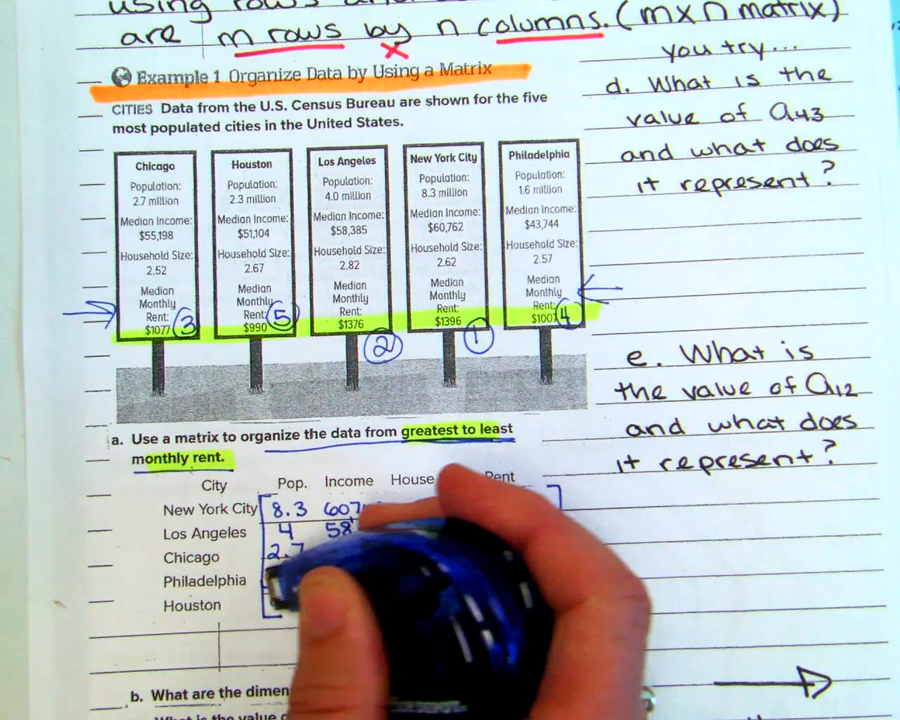 are m rows by n columns. (m x n matrix)
x
Example 1 Organize Data by Using a Matrix
CITIES Data from the U.S. Census Bureau are shown for the five
most populated cities in the United States.
Chicago
Population:
2.7 million
Median Income:
$55,198
Household Size:
2.52
Median
Monthly
Rent:
$1077 3
Houston
Population:
2.3 million
Median Income:
$51,104
Household Size:
2.67
Median
Monthly
Rent: 5
$990
Los Angeles
Population:
4.0 million
Median Income:
$58,385
Household Size:
2.82
Median
Monthly
Rent:
$1376
2
New York City
Population:
8.3 million
Median Income:
$60,762
Household Size:
2.62
Median
Monthly
Rent:
$1396
1
Philadelphia
Population:
1.6 million
Median Income:
$43,744
Household Size:
2.57
Median
Monthly
Rent:
4
a. Use a matrix to organize the data from greatest to least
monthly rent.
City Pop. Income House Rent
New York City 8.3 607
Los Angeles 4 58
Chicago 2.7
Philadelphia
Houston
b. What are the dimen
you try...
d. What is the
value of a43
and what does
it represent?
e. What is
the value of a12
and what does
it represent?